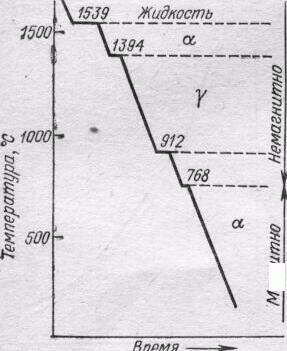 1539
Жидкость
α
1500
1394
γ
Немагнитно
1000
912
Температура, °С
768
500
α
Время